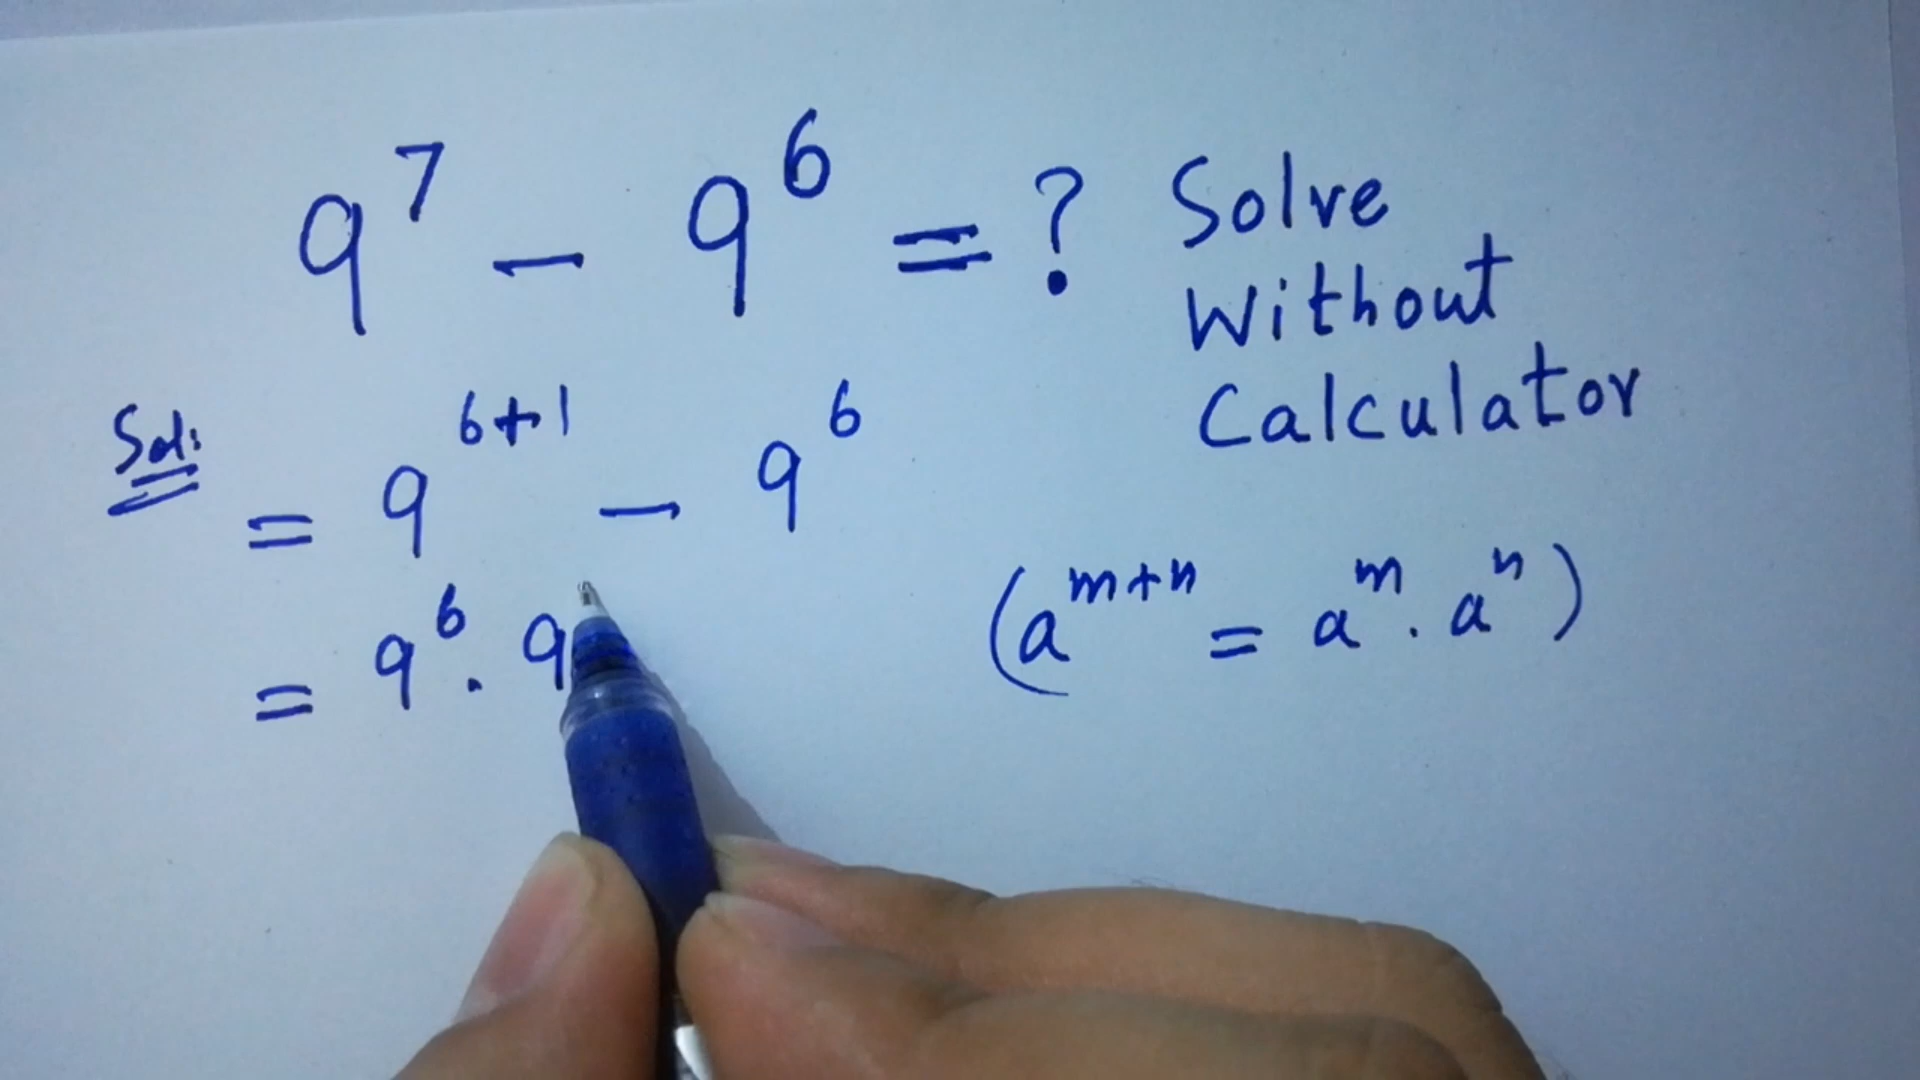 9⁷ − 9⁶ = ? Solve
Without
Calculator
Sol:
= 9⁶⁺¹ − 9⁶
(aᵐ⁺ⁿ = aᵐ . aⁿ)
= 9⁶ . 9